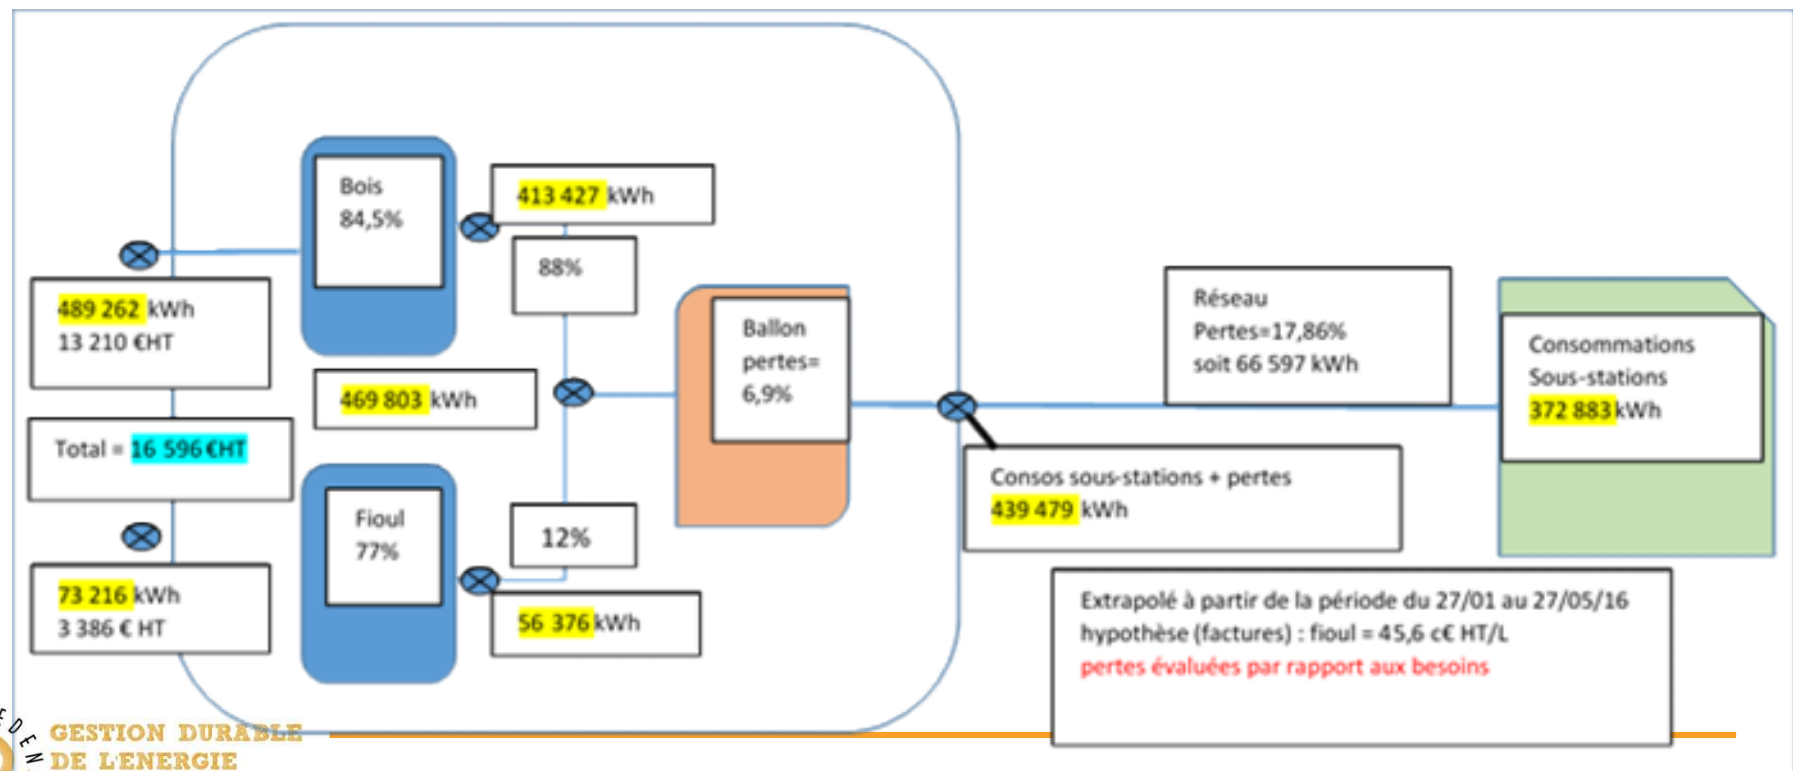 Bois
84,5%
413 427 kWh
88%
489 262 kWh
13 210 €HT
469 803 kWh
Total = 16 596 €HT
Ballon
pertes=
6,9%
Réseau
Pertes=17,86%
soit 66 597 kWh
Consommations
Sous-stations
372 883 kWh
Fioul
77%
12%
Consos sous-stations + pertes
439 479 kWh
73 216 kWh
3 386 € HT
56 376 kWh
Extrapolé à partir de la période du 27/01 au 27/05/16
hypothèse (factures) : fioul = 45,6 c€ HT/L
pertes évaluées par rapport aux besoins
EDEN
GESTION DURABLE
DE L'ENERGIE